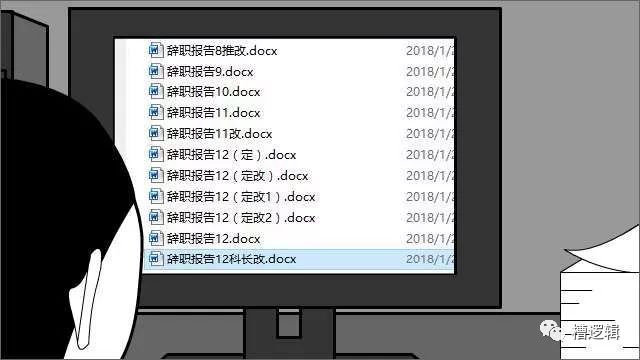 辞职报告8推改.docx 2018/1/2
辞职报告9.docx 2018/1/2
辞职报告10.docx 2018/1/2
辞职报告11.docx 2018/1/2
辞职报告11改.docx 2018/1/2
辞职报告12（定）.docx 2018/1/2
辞职报告12（定改）.docx 2018/1/2
辞职报告12（定改1）.docx 2018/1/2
辞职报告12（定改2）.docx 2018/1/2
辞职报告12.docx 2018/1/2
辞职报告12科长改.docx 2018/1/2
槽逻辑